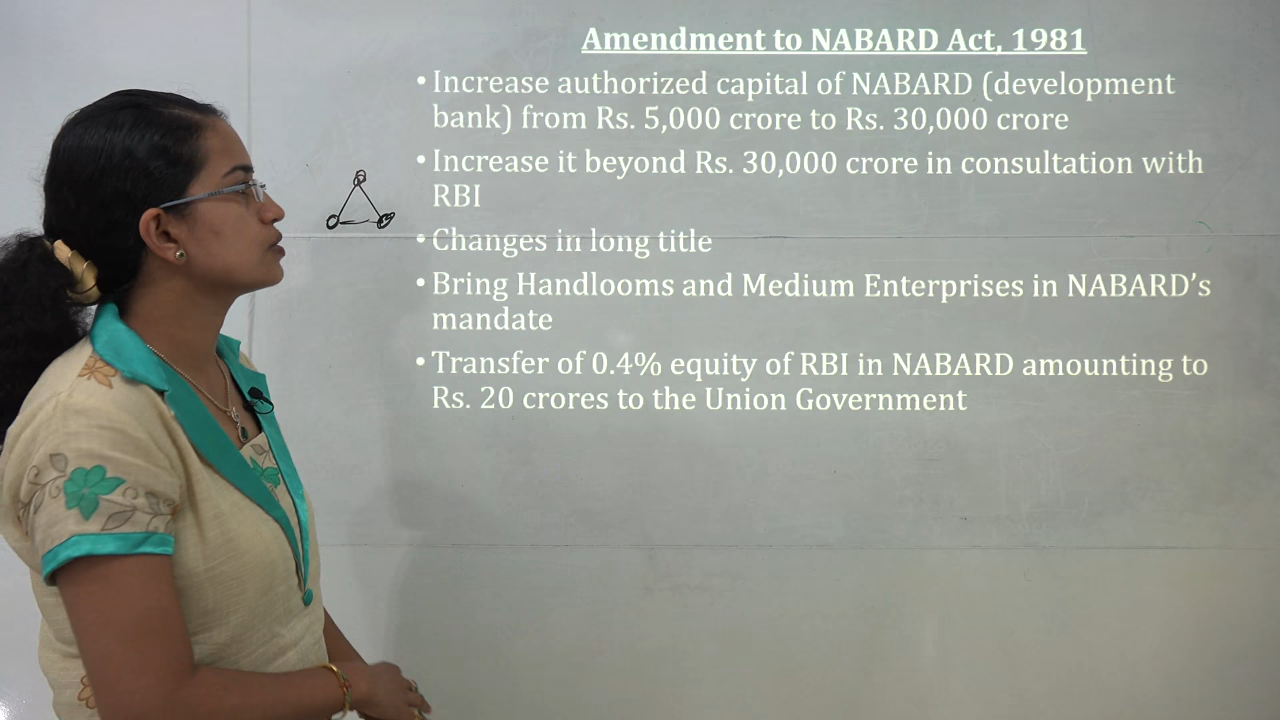 Amendment to NABARD Act, 1981
• Increase authorized capital of NABARD (development
bank) from Rs. 5,000 crore to Rs. 30,000 crore
• Increase it beyond Rs. 30,000 crore in consultation with
RBI
• Changes in long title
• Bring Handlooms and Medium Enterprises in NABARD’s
mandate
• Transfer of 0.4% equity of RBI in NABARD amounting to
Rs. 20 crores to the Union Government